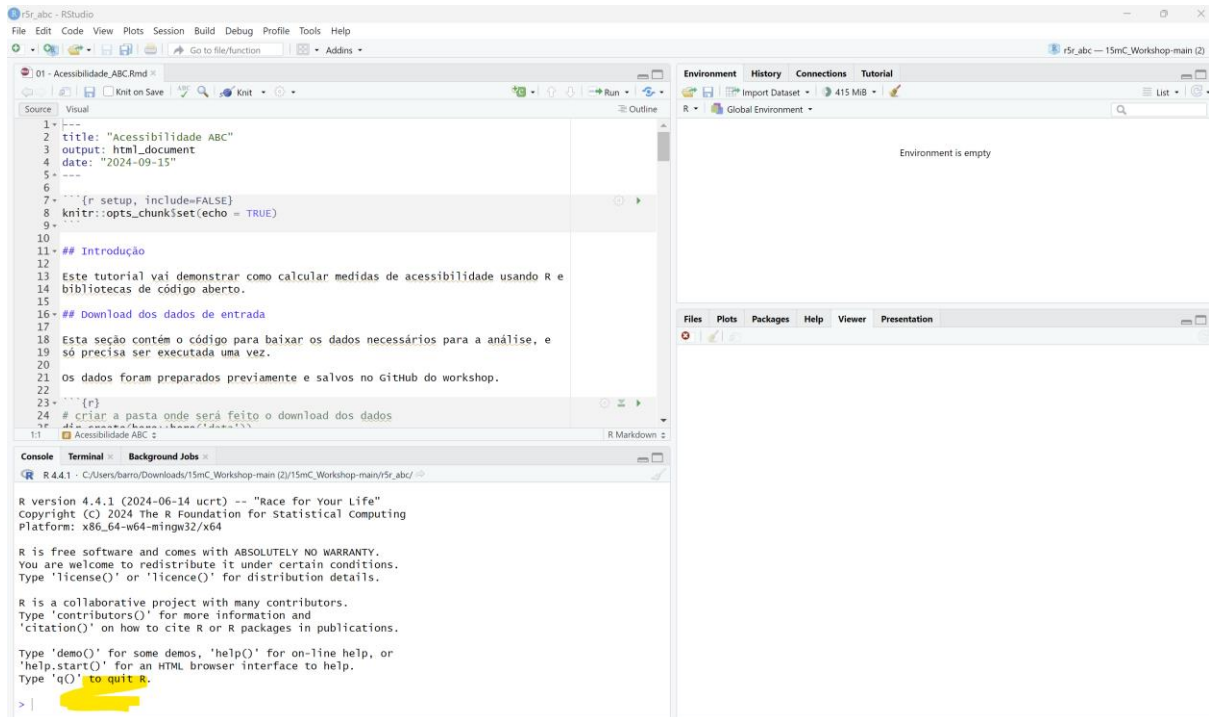 r5r_abc - RStudio
File Edit Code View Plots Session Build Debug Profile Tools Help
Go to file/function Addins
r5r_abc — 15mC_Workshop-main (2)
01 - Acessibilidade_ABC.Rmd
Knit on Save Knit Run
Source Visual Outline
1 ---
2 title: "Acessibilidade ABC"
3 output: html_document
4 date: "2024-09-15"
5 ---
6
7 ```{r setup, include=FALSE}
8 knitr::opts_chunk$set(echo = TRUE)
9 ```
10
11 ## Introdução
12
13 Este tutorial vai demonstrar como calcular medidas de acessibilidade usando R e
14 bibliotecas de código aberto.
15
16 ## Download dos dados de entrada
17
18 Esta seção contém o código para baixar os dados necessários para a análise, e
19 só precisa ser executada uma vez.
20
21 Os dados foram preparados previamente e salvos no GitHub do workshop.
22
23 ```{r}
24 # criar a pasta onde será feito o download dos dados
25 dir.create(here::here('data'))
1:1 Acessibilidade ABC R Markdown
Console Terminal Background Jobs
R 4.4.1 · C:/Users/barro/Downloads/15mC_Workshop-main (2)/15mC_Workshop-main/r5r_abc/
R version 4.4.1 (2024-06-14 ucrt) -- "Race for Your Life"
Copyright (C) 2024 The R Foundation for Statistical Computing
Platform: x86_64-w64-mingw32/x64
R is free software and comes with ABSOLUTELY NO WARRANTY.
You are welcome to redistribute it under certain conditions.
Type 'license()' or 'licence()' for distribution details.
R is a collaborative project with many contributors.
Type 'contributors()' for more information and
'citation()' on how to cite R or R packages in publications.
Type 'demo()' for some demos, 'help()' for on-line help, or
'help.start()' for an HTML browser interface to help.
Type 'q()' to quit R.
>
Environment History Connections Tutorial
Import Dataset 415 MiB List
R Global Environment
Environment is empty
Files Plots Packages Help Viewer Presentation